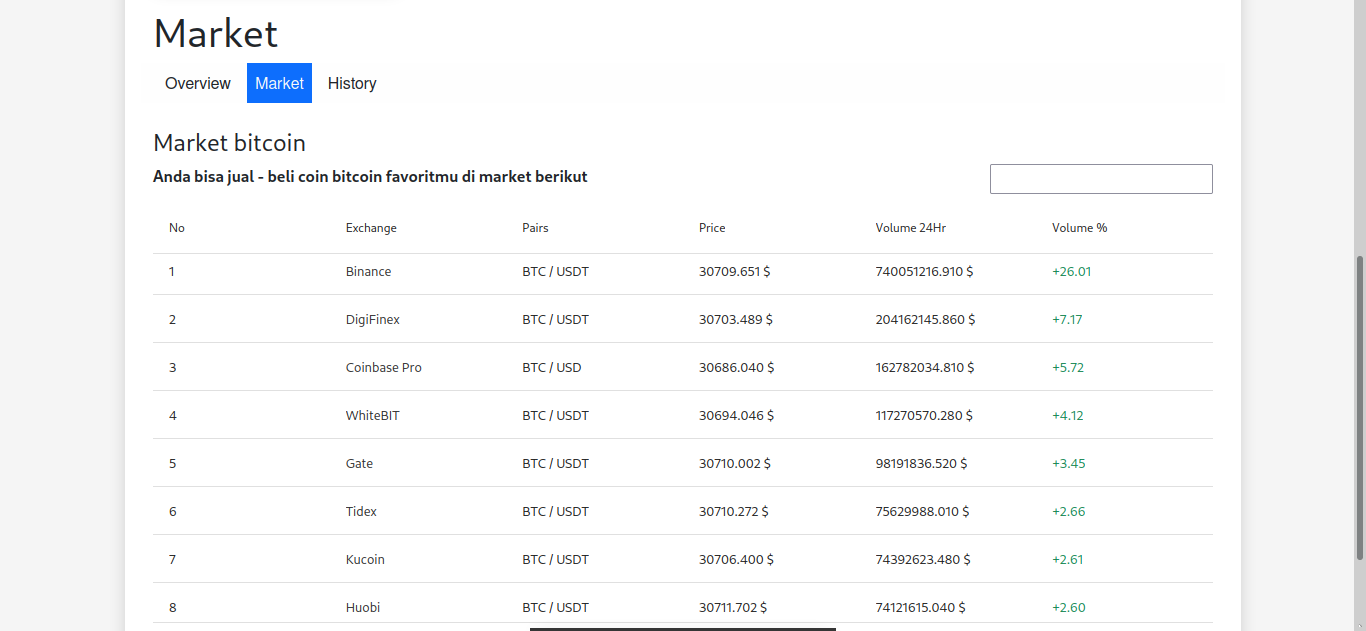 Market
Overview Market History
Market bitcoin
Anda bisa jual - beli coin bitcoin favoritmu di market berikut
No Exchange Pairs Price Volume 24Hr Volume %
1 Binance BTC / USDT 30709.651 $ 740051216.910 $ +26.01
2 DigiFinex BTC / USDT 30703.489 $ 204162145.860 $ +7.17
3 Coinbase Pro BTC / USD 30686.040 $ 162782034.810 $ +5.72
4 WhiteBIT BTC / USDT 30694.046 $ 117270570.280 $ +4.12
5 Gate BTC / USDT 30710.002 $ 98191836.520 $ +3.45
6 Tidex BTC / USDT 30710.272 $ 75629988.010 $ +2.66
7 Kucoin BTC / USDT 30706.400 $ 74392623.480 $ +2.61
8 Huobi BTC / USDT 30711.702 $ 74121615.040 $ +2.60